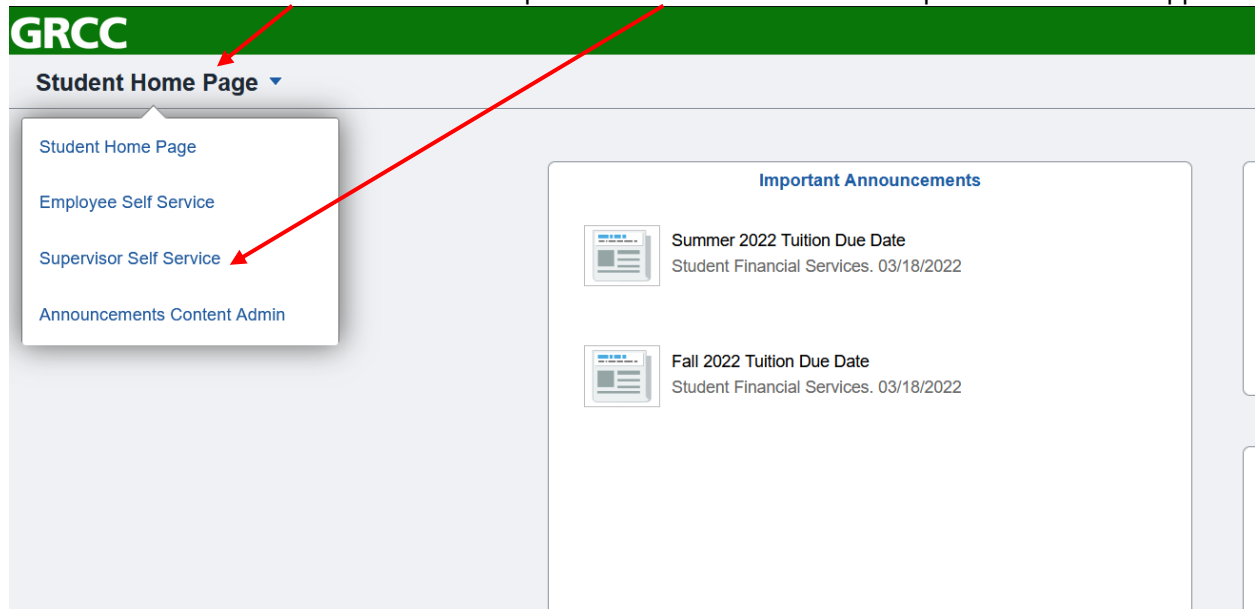 GRCC
Student Home Page
Student Home Page
Employee Self Service
Supervisor Self Service
Announcements Content Admin
Important Announcements
Summer 2022 Tuition Due Date
Student Financial Services. 03/18/2022
Fall 2022 Tuition Due Date
Student Financial Services. 03/18/2022